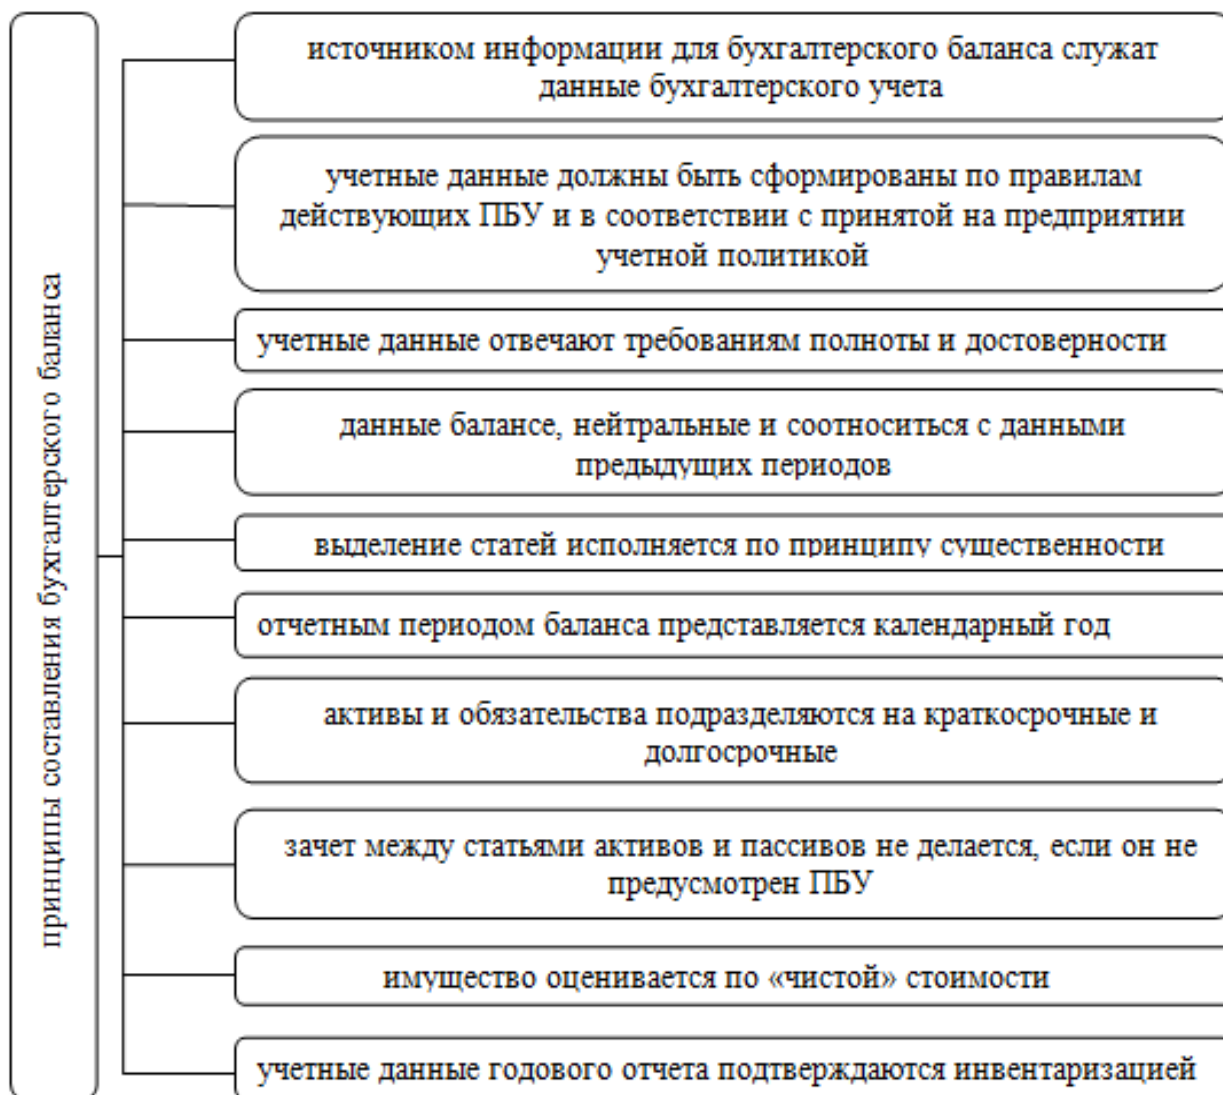 принципы составления бухгалтерского баланса
источником информации для бухгалтерского баланса служат
данные бухгалтерского учета
учетные данные должны быть сформированы по правилам
действующих ПБУ и в соответствии с принятой на предприятии
учетной политикой
учетные данные отвечают требованиям полноты и достоверности
данные балансе, нейтральные и соотноситься с данными
предыдущих периодов
выделение статей исполняется по принципу существенности
отчетным периодом баланса представляется календарный год
активы и обязательства подразделяются на краткосрочные и
долгосрочные
зачет между статьями активов и пассивов не делается, если он не
предусмотрен ПБУ
имущество оценивается по «чистой» стоимости
учетные данные годового отчета подтверждаются инвентаризацией